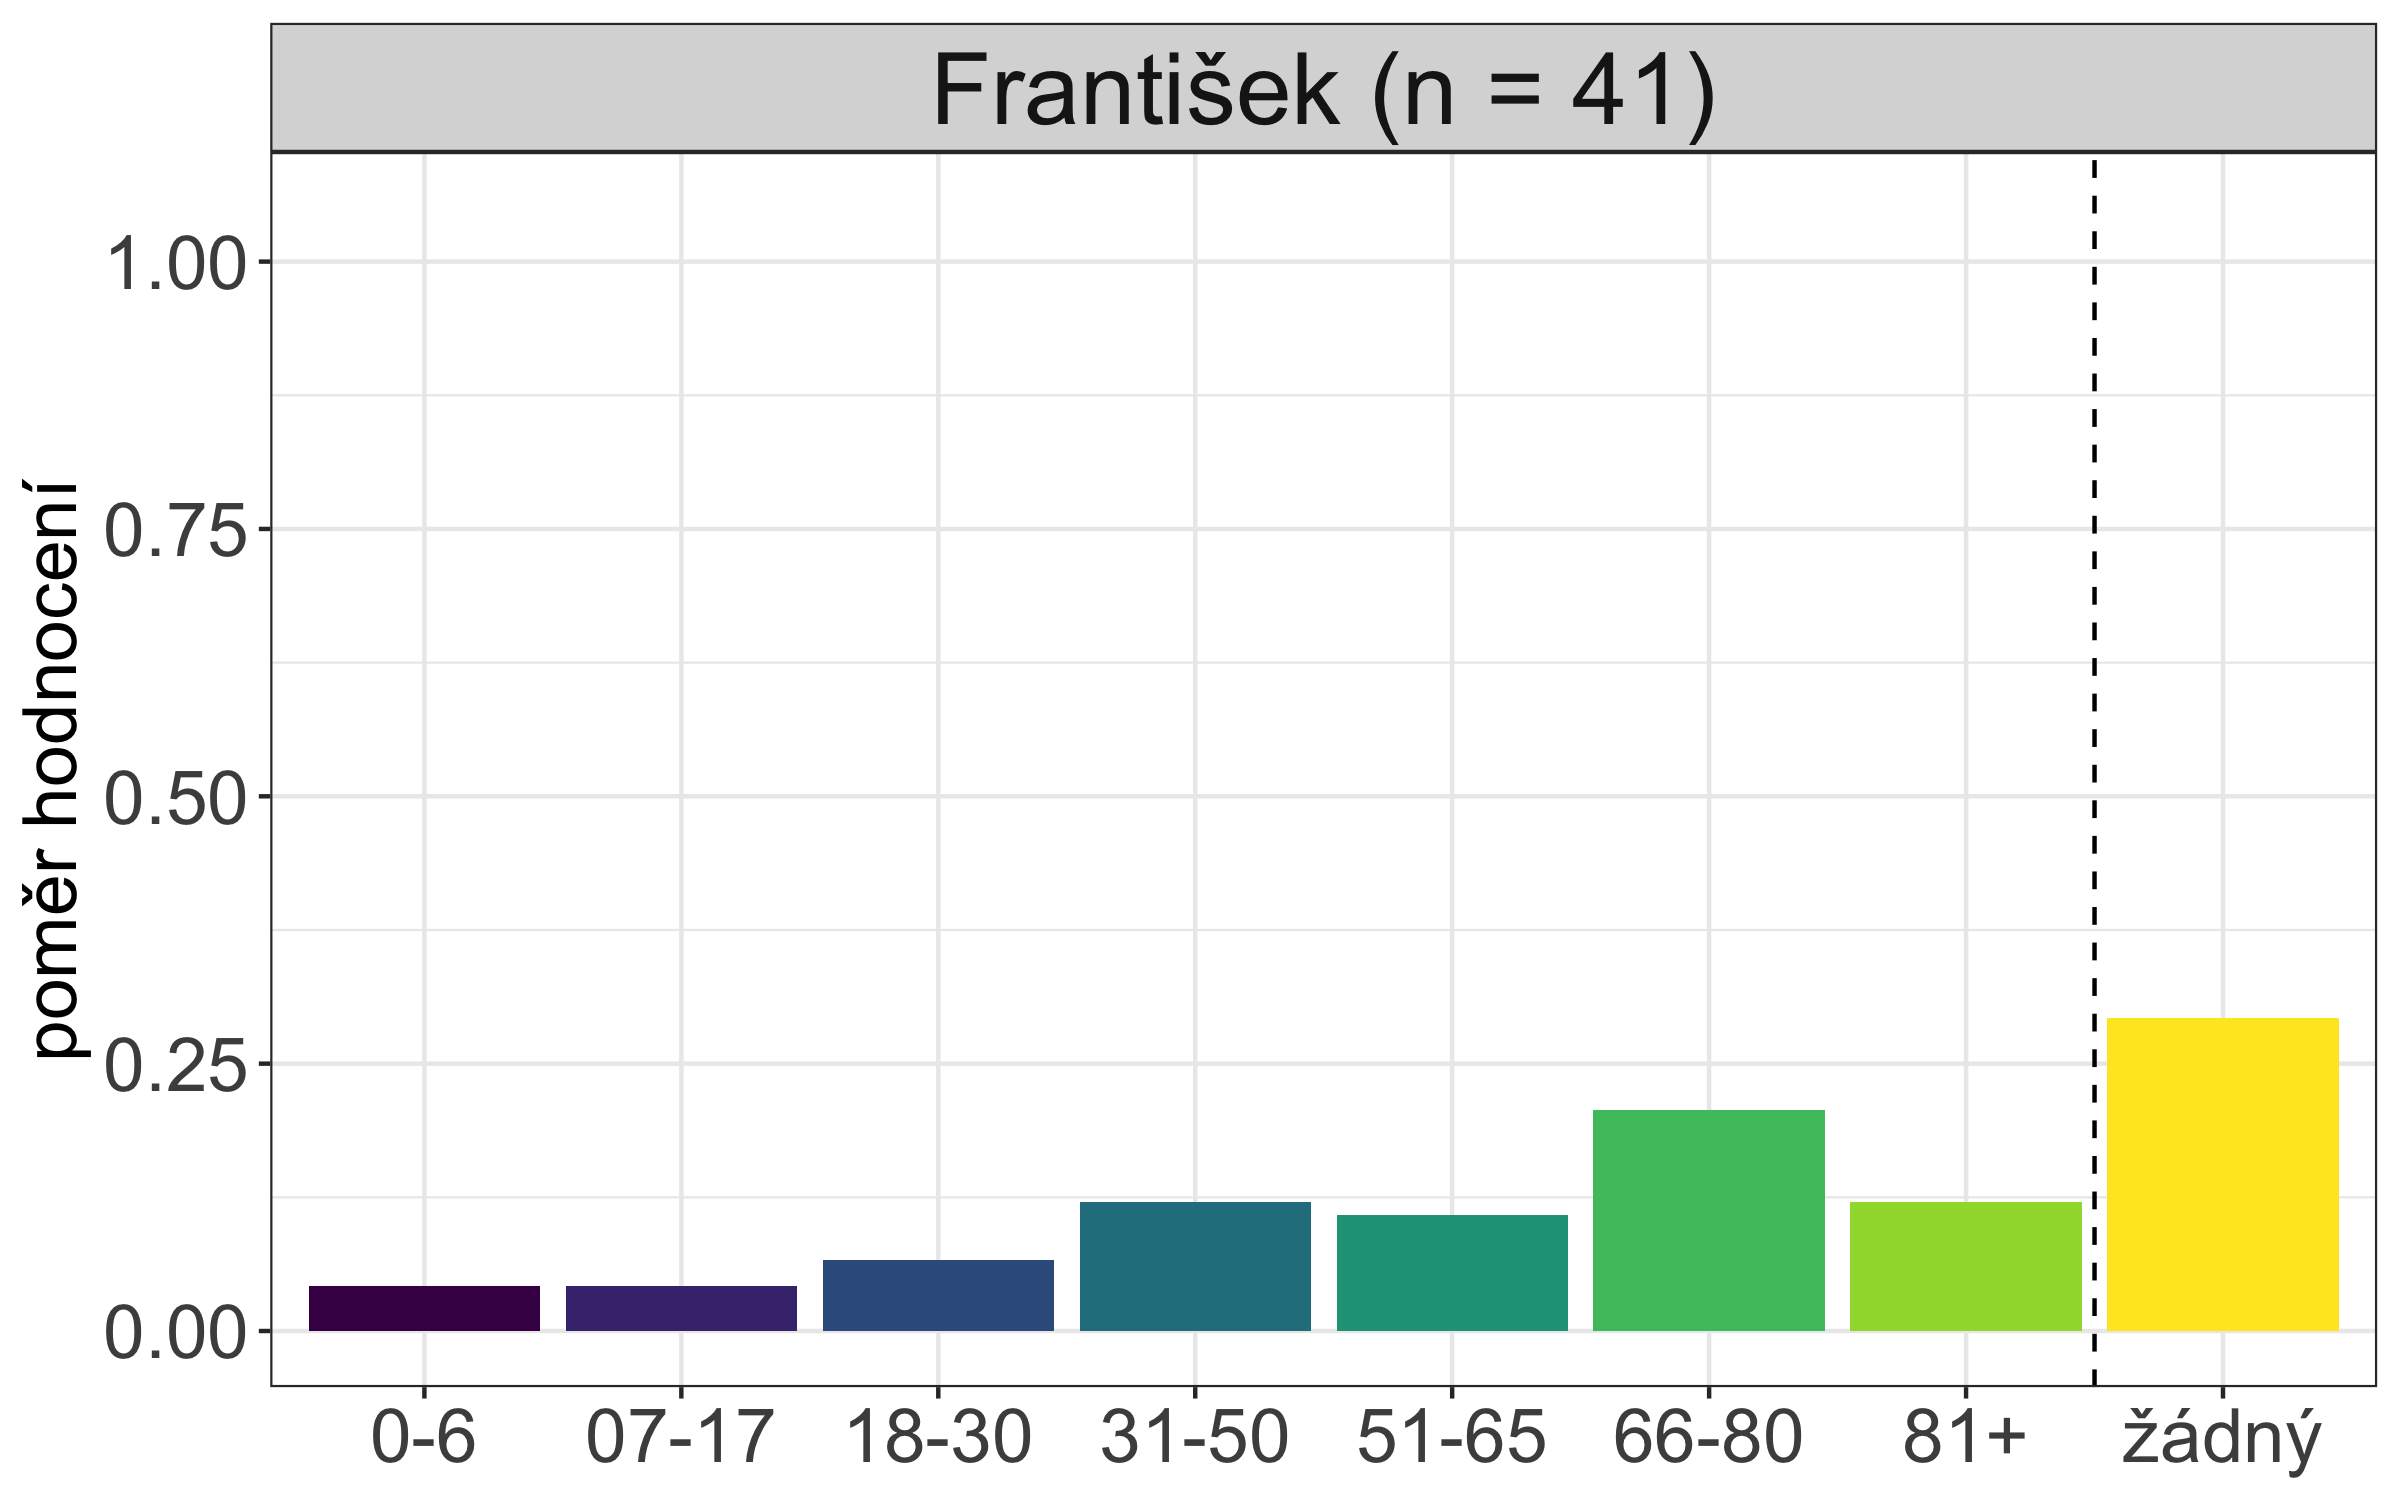 František (n = 41)
poměr hodnocení
1.00
0.75
0.50
0.25
0.00
0-6 07-17 18-30 31-50 51-65 66-80 81+ žádný